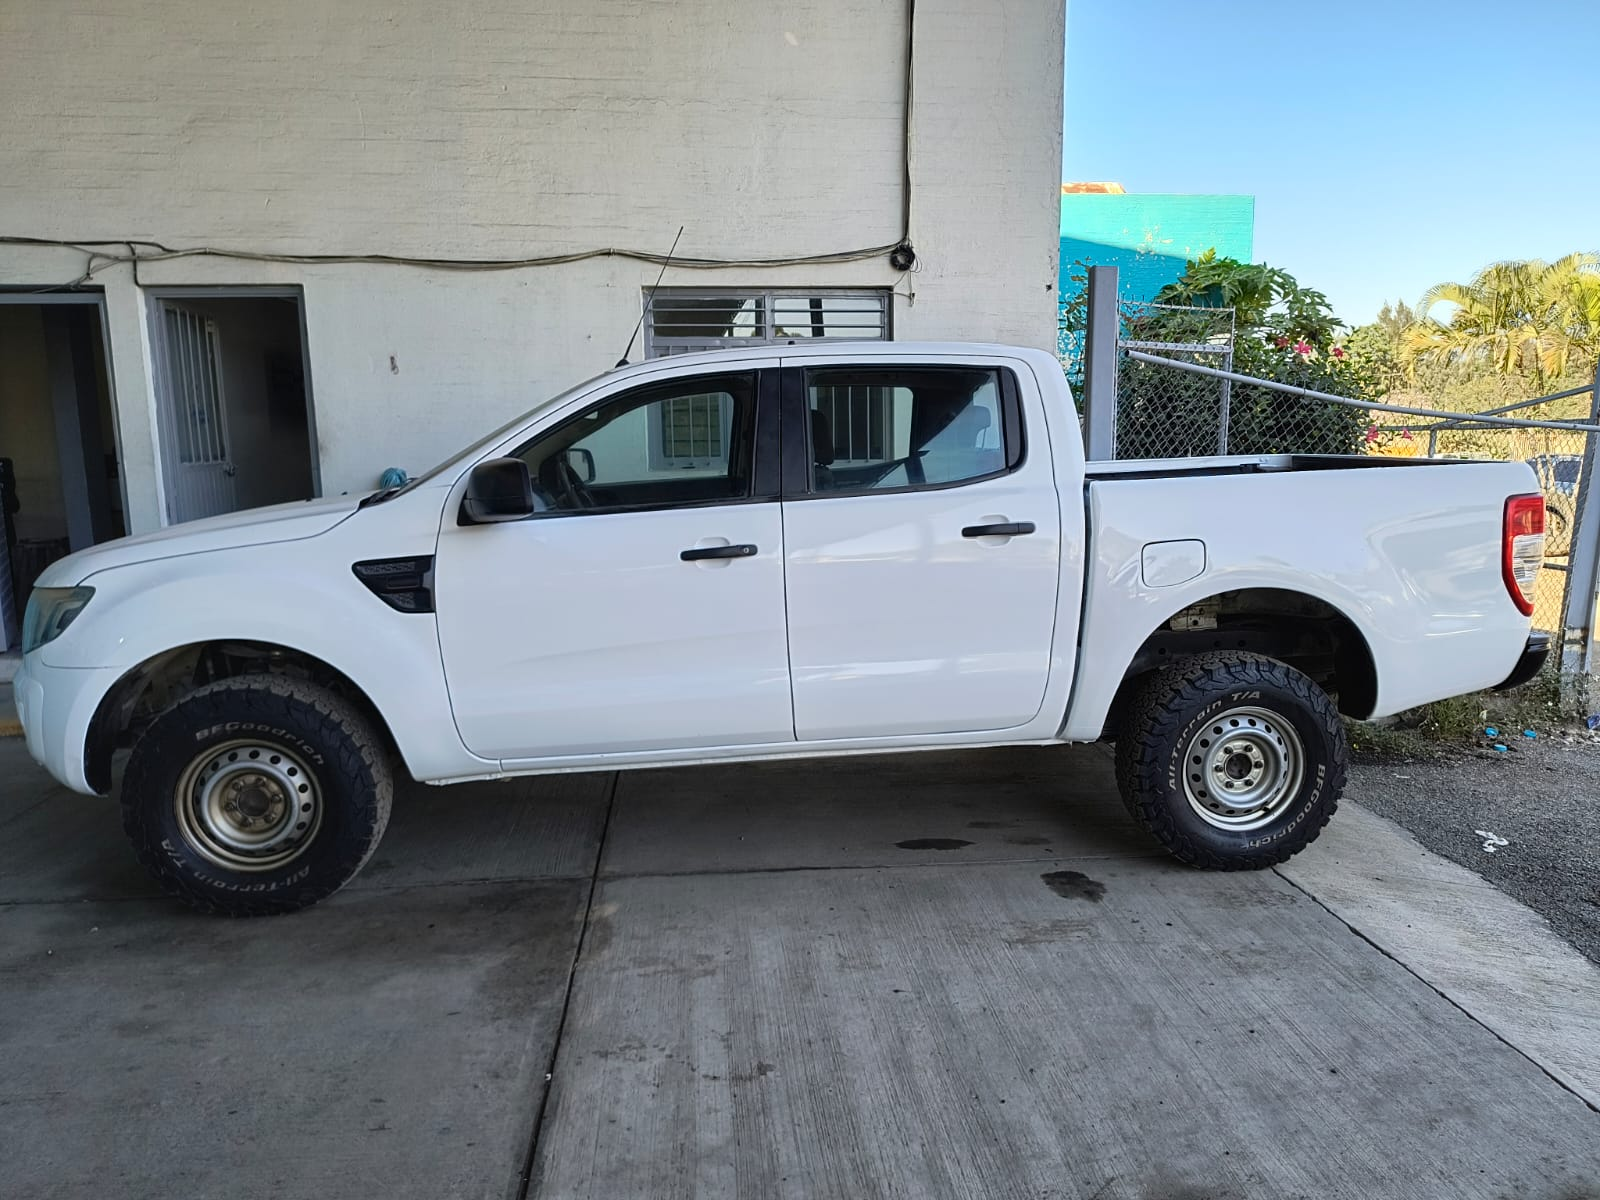 BFGoodrich
All-Terrain T/A
All-Terrain T/A
BFGoodrich